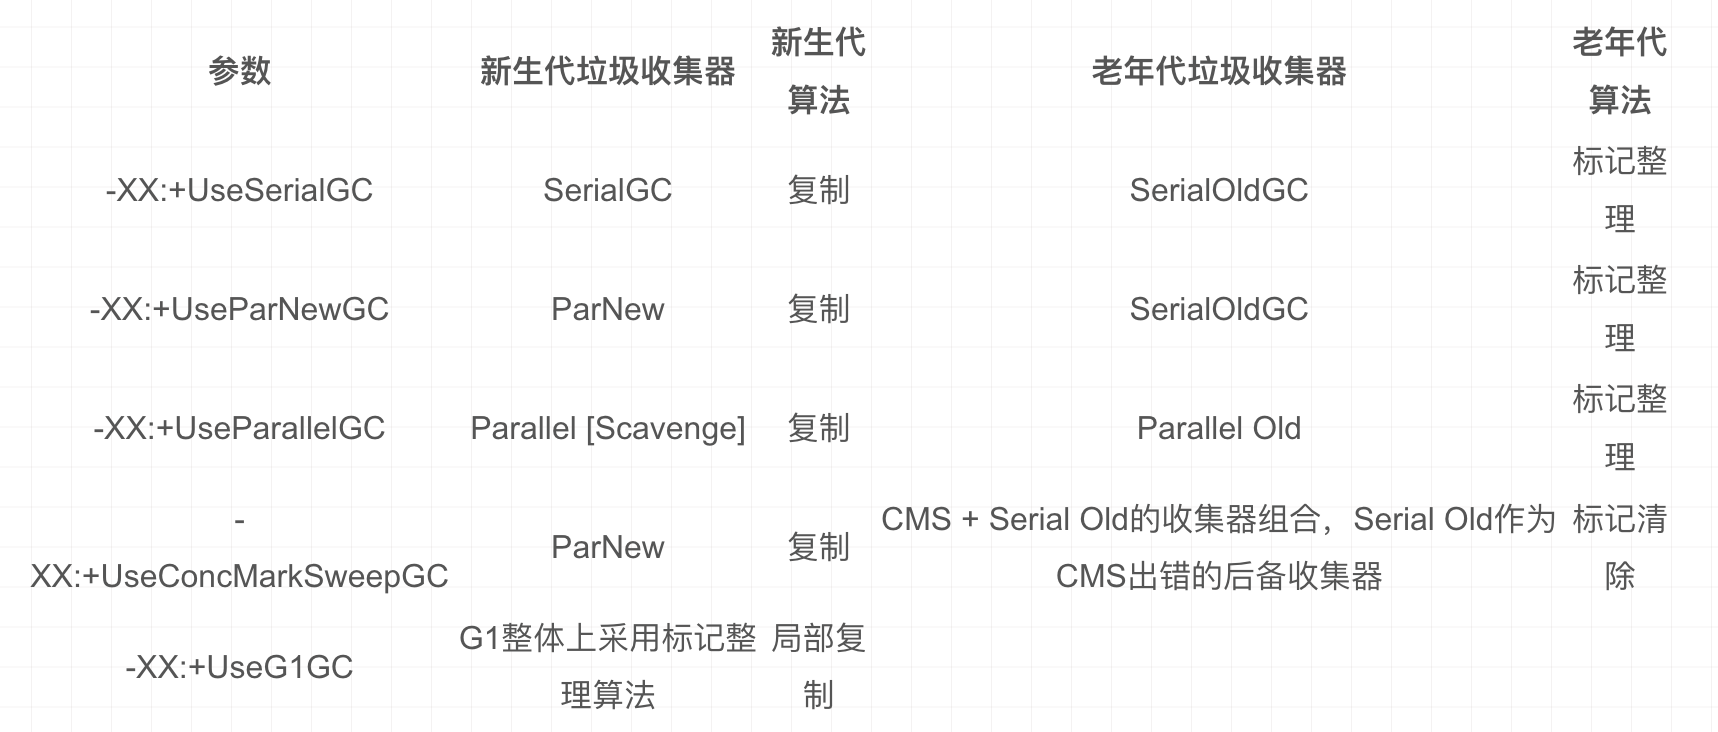 参数
新生代垃圾收集器
新生代
算法
老年代垃圾收集器
老年代
算法
-XX:+UseSerialGC
SerialGC
复制
SerialOldGC
标记整
理
-XX:+UseParNewGC
ParNew
复制
SerialOldGC
标记整
理
-XX:+UseParallelGC
Parallel [Scavenge]
复制
Parallel Old
标记整
理
-
XX:+UseConcMarkSweepGC
ParNew
复制
CMS + Serial Old的收集器组合，Serial Old作为
CMS出错的后备收集器
标记清
除
-XX:+UseG1GC
G1整体上采用标记整
理算法
局部复
制